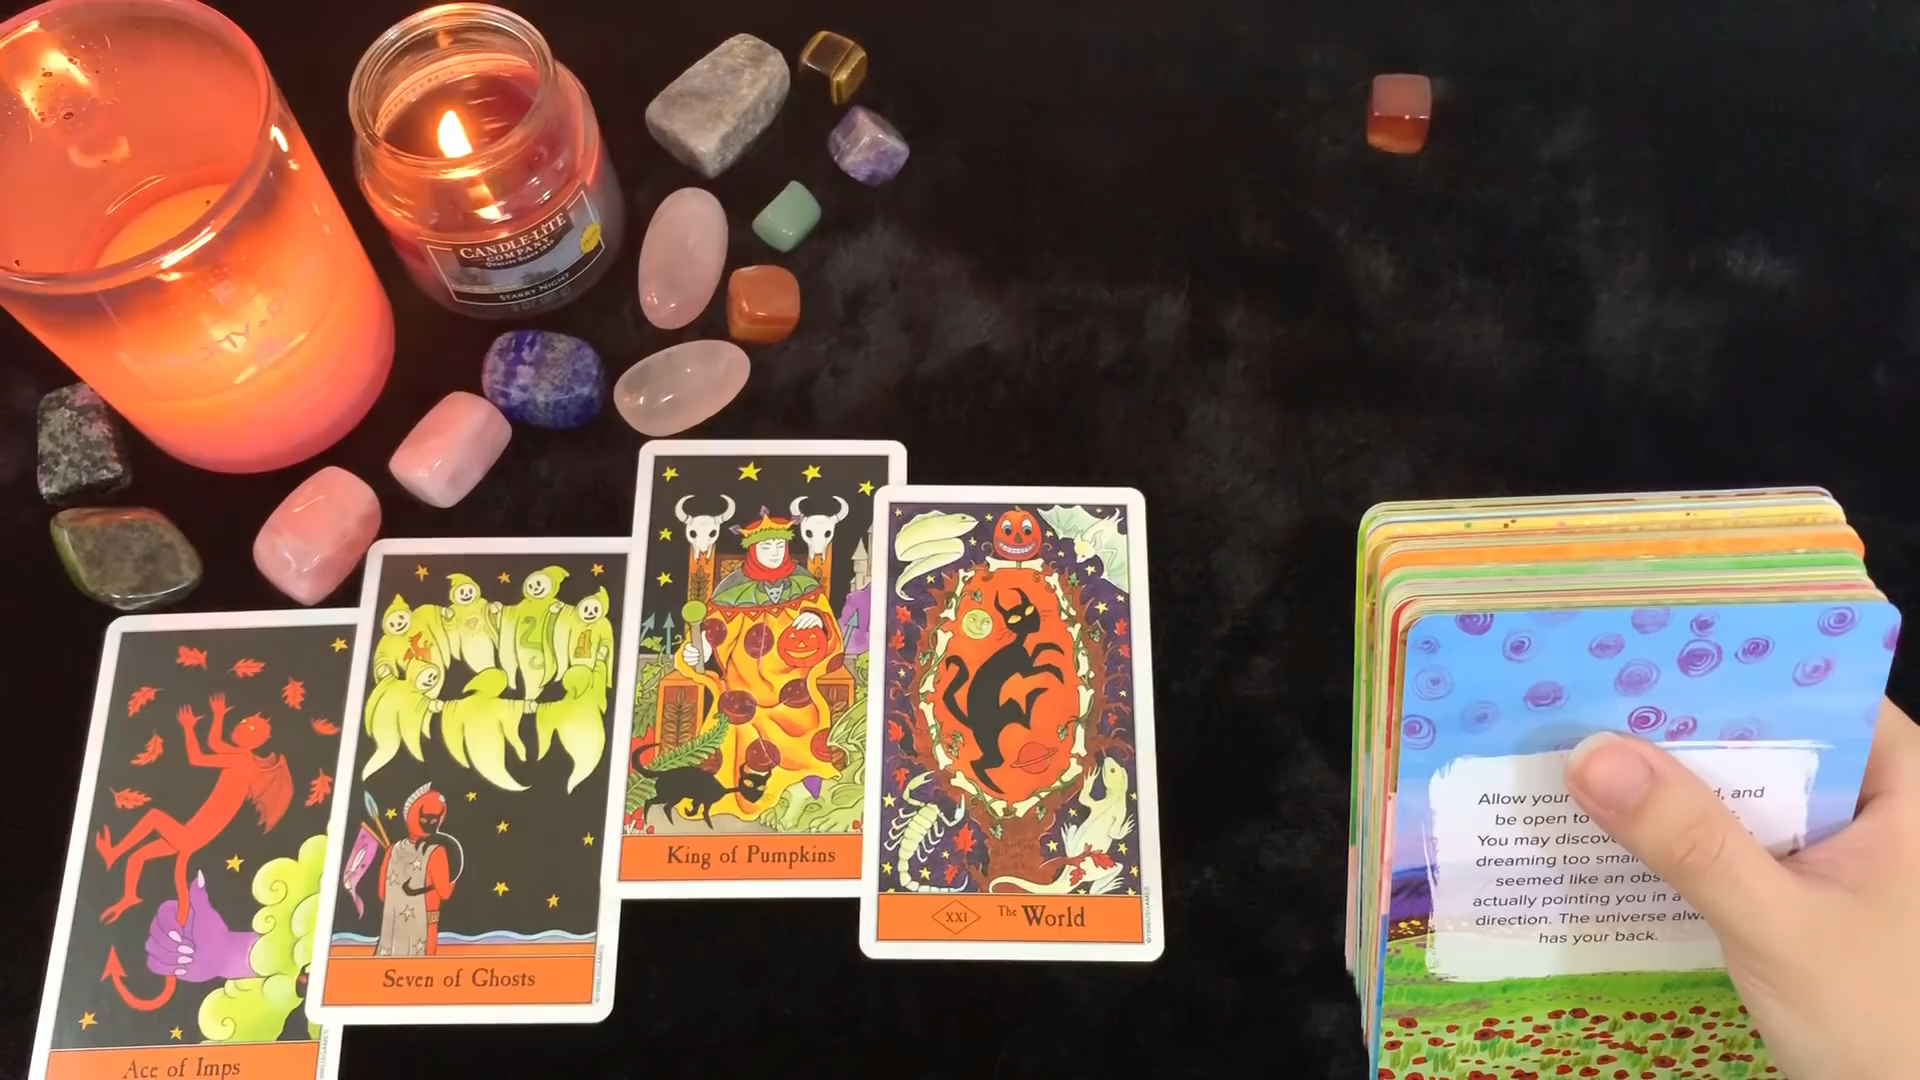 CANDLE-LITE
COMPANY
STARRY NIGHT
King of Pumpkins
XXI The World
Seven of Ghosts
Ace of Imps
Allow your d, and
be open to
You may discov
dreaming too smal
seemed like an obs
actually pointing you in a
direction. The universe alw
has your back.